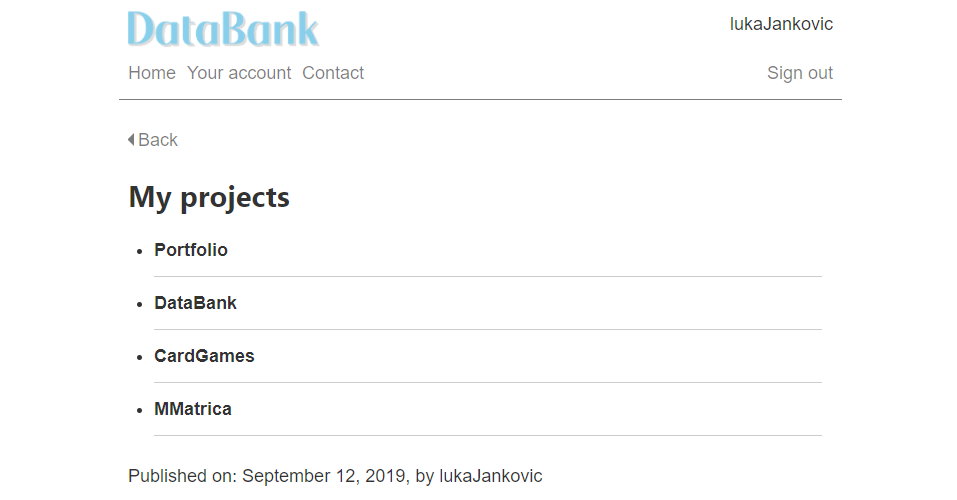 DataBank
lukaJankovic
Home Your account Contact
Sign out
Back
My projects
Portfolio
DataBank
CardGames
MMatrica
Published on: September 12, 2019, by lukaJankovic